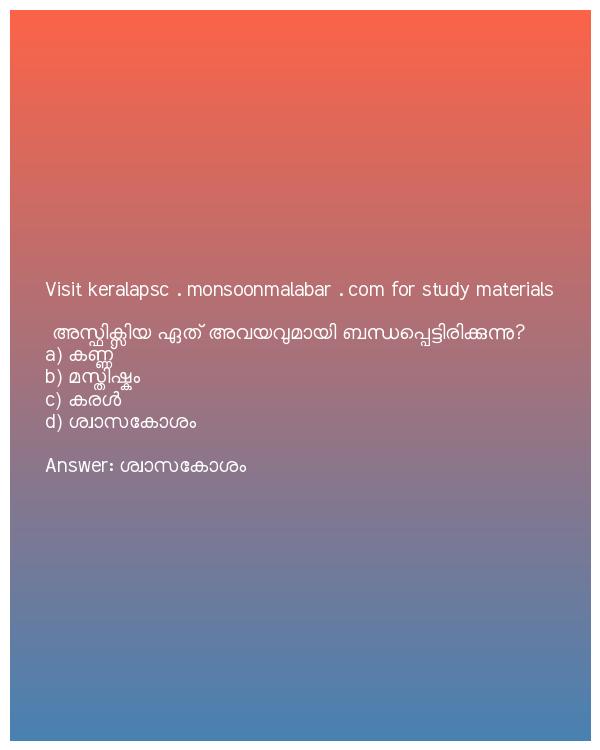 Visit keralapsc . monsoonmalabar . com for study materials
അസ്ഫിക്സിയ ഏത് അവയവുമായി ബന്ധപ്പെട്ടിരിക്കുന്നു?
a) കണ്ണ്
b) മസ്തിഷ്കം
c) കരൾ
d) ശ്വാസകോശം
Answer: ശ്വാസകോശം